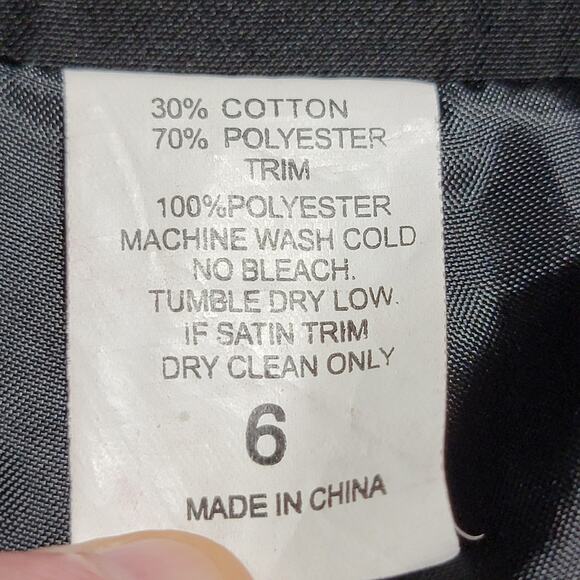 30% COTTON
70% POLYESTER
TRIM
100%POLYESTER
MACHINE WASH COLD
NO BLEACH.
TUMBLE DRY LOW.
IF SATIN TRIM
DRY CLEAN ONLY
6
MADE IN CHINA